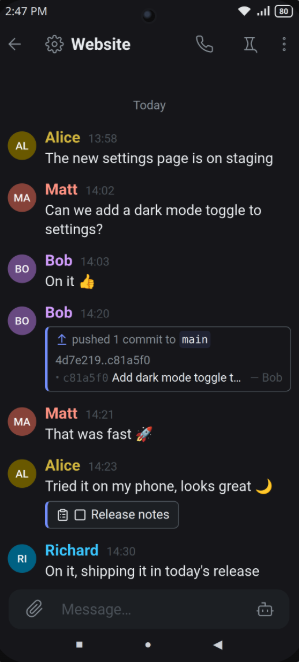 2:47 PM
80
Website
Today
AL
Alice 13:58
The new settings page is on staging
MA
Matt 14:02
Can we add a dark mode toggle to
settings?
BO
Bob 14:03
On it 👍
BO
Bob 14:20
pushed 1 commit to main
4d7e219..c81a5f0
· c81a5f0 Add dark mode toggle t… — Bob
MA
Matt 14:21
That was fast 🚀
AL
Alice 14:23
Tried it on my phone, looks great 🌙
Release notes
RI
Richard 14:30
On it, shipping it in today's release
Message…